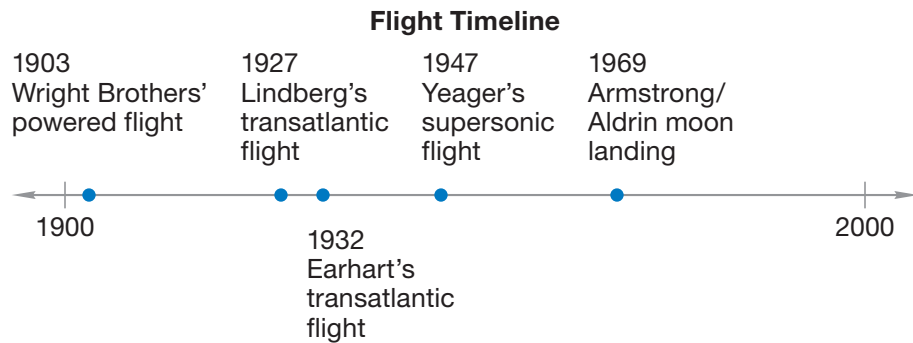 Flight Timeline
1903
Wright Brothers’
powered flight
1927
Lindberg’s
transatlantic
flight
1947
Yeager’s
supersonic
flight
1969
Armstrong/
Aldrin moon
landing
1900
2000
1932
Earhart’s
transatlantic
flight